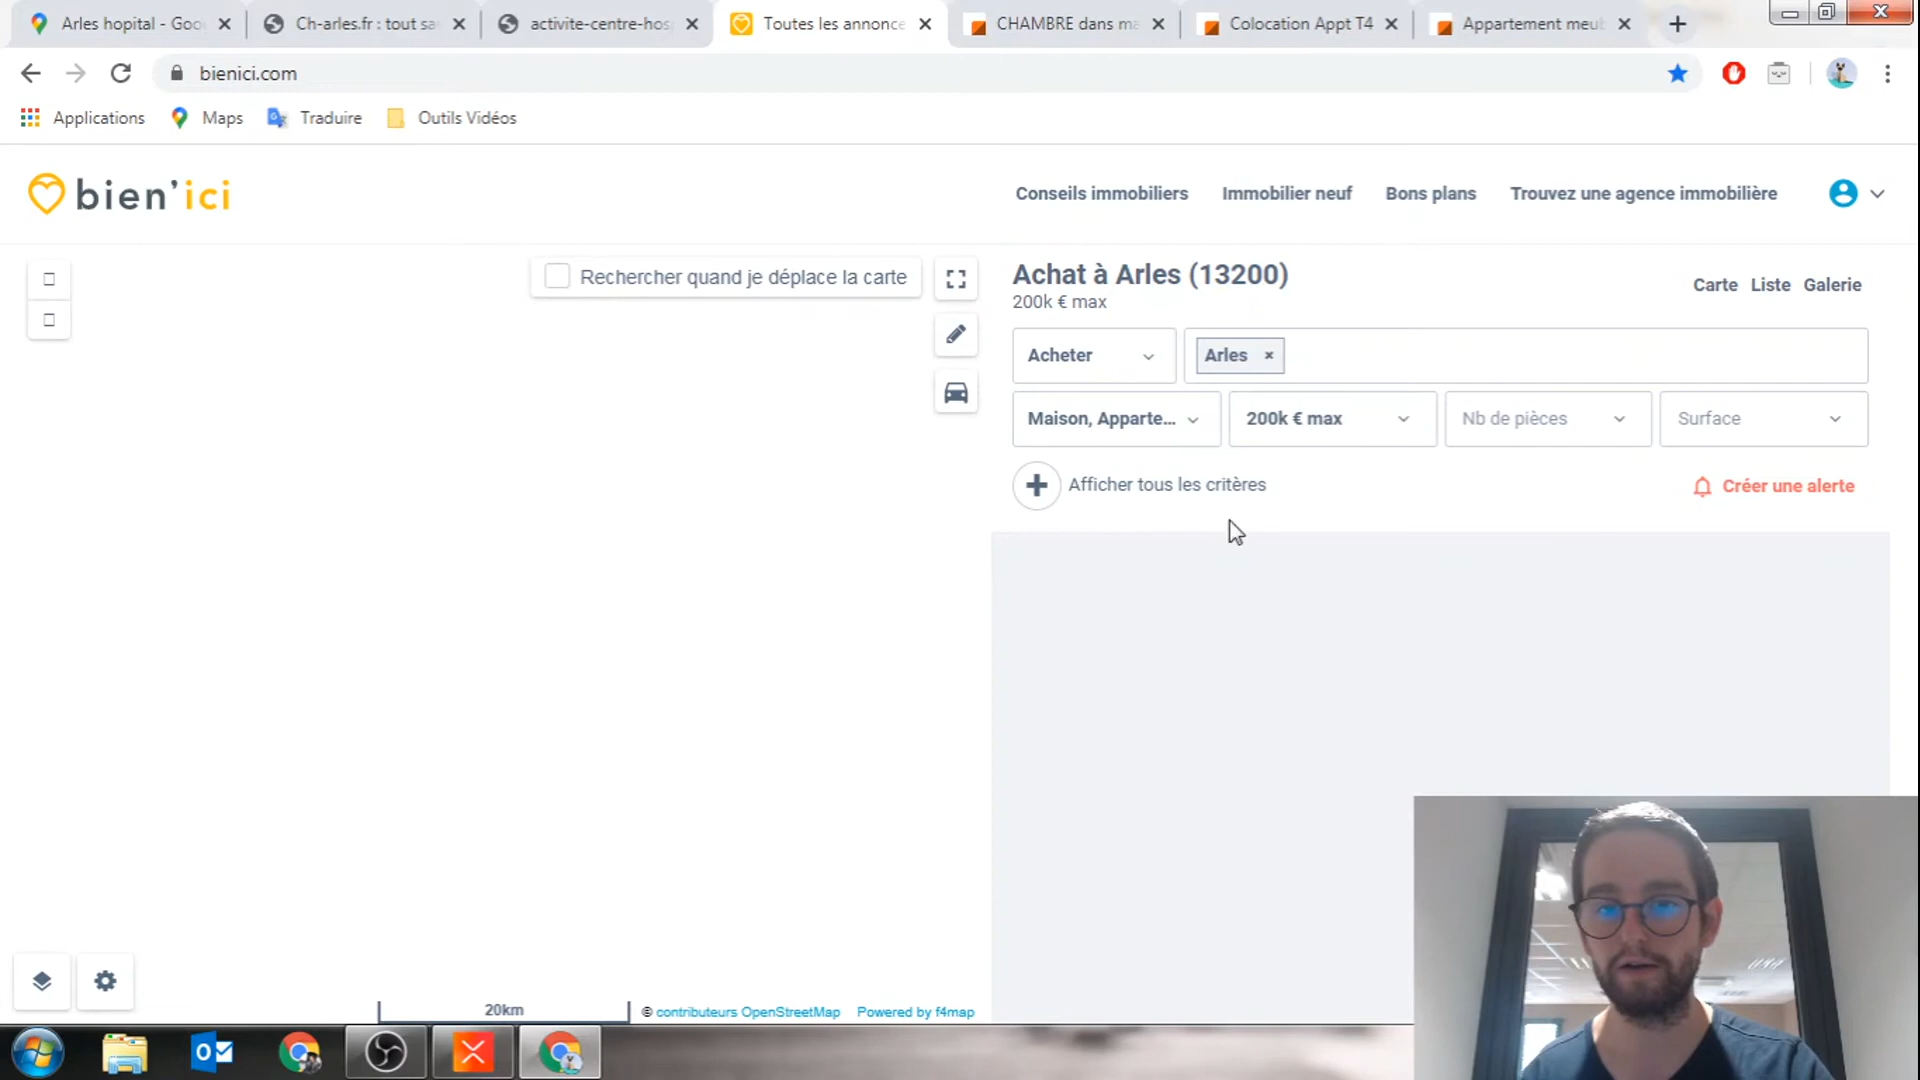 Arles hopital - Goo
Ch-arles.fr : tout sa
activite-centre-hosp
Toutes les annonce
CHAMBRE dans ma
Colocation Appt T4
Appartement meu
bienici.com
Applications
Maps
Traduire
Outils Vidéos
bien'ici
Conseils immobiliers
Immobilier neuf
Bons plans
Trouvez une agence immobilière
Rechercher quand je déplace la carte
Achat à Arles (13200)
200k € max
Carte
Liste
Galerie
Acheter
Arles ×
Maison, Apparte...
200k € max
Nb de pièces
Surface
Afficher tous les critères
Créer une alerte
20km
© contributeurs OpenStreetMap
Powered by f4map